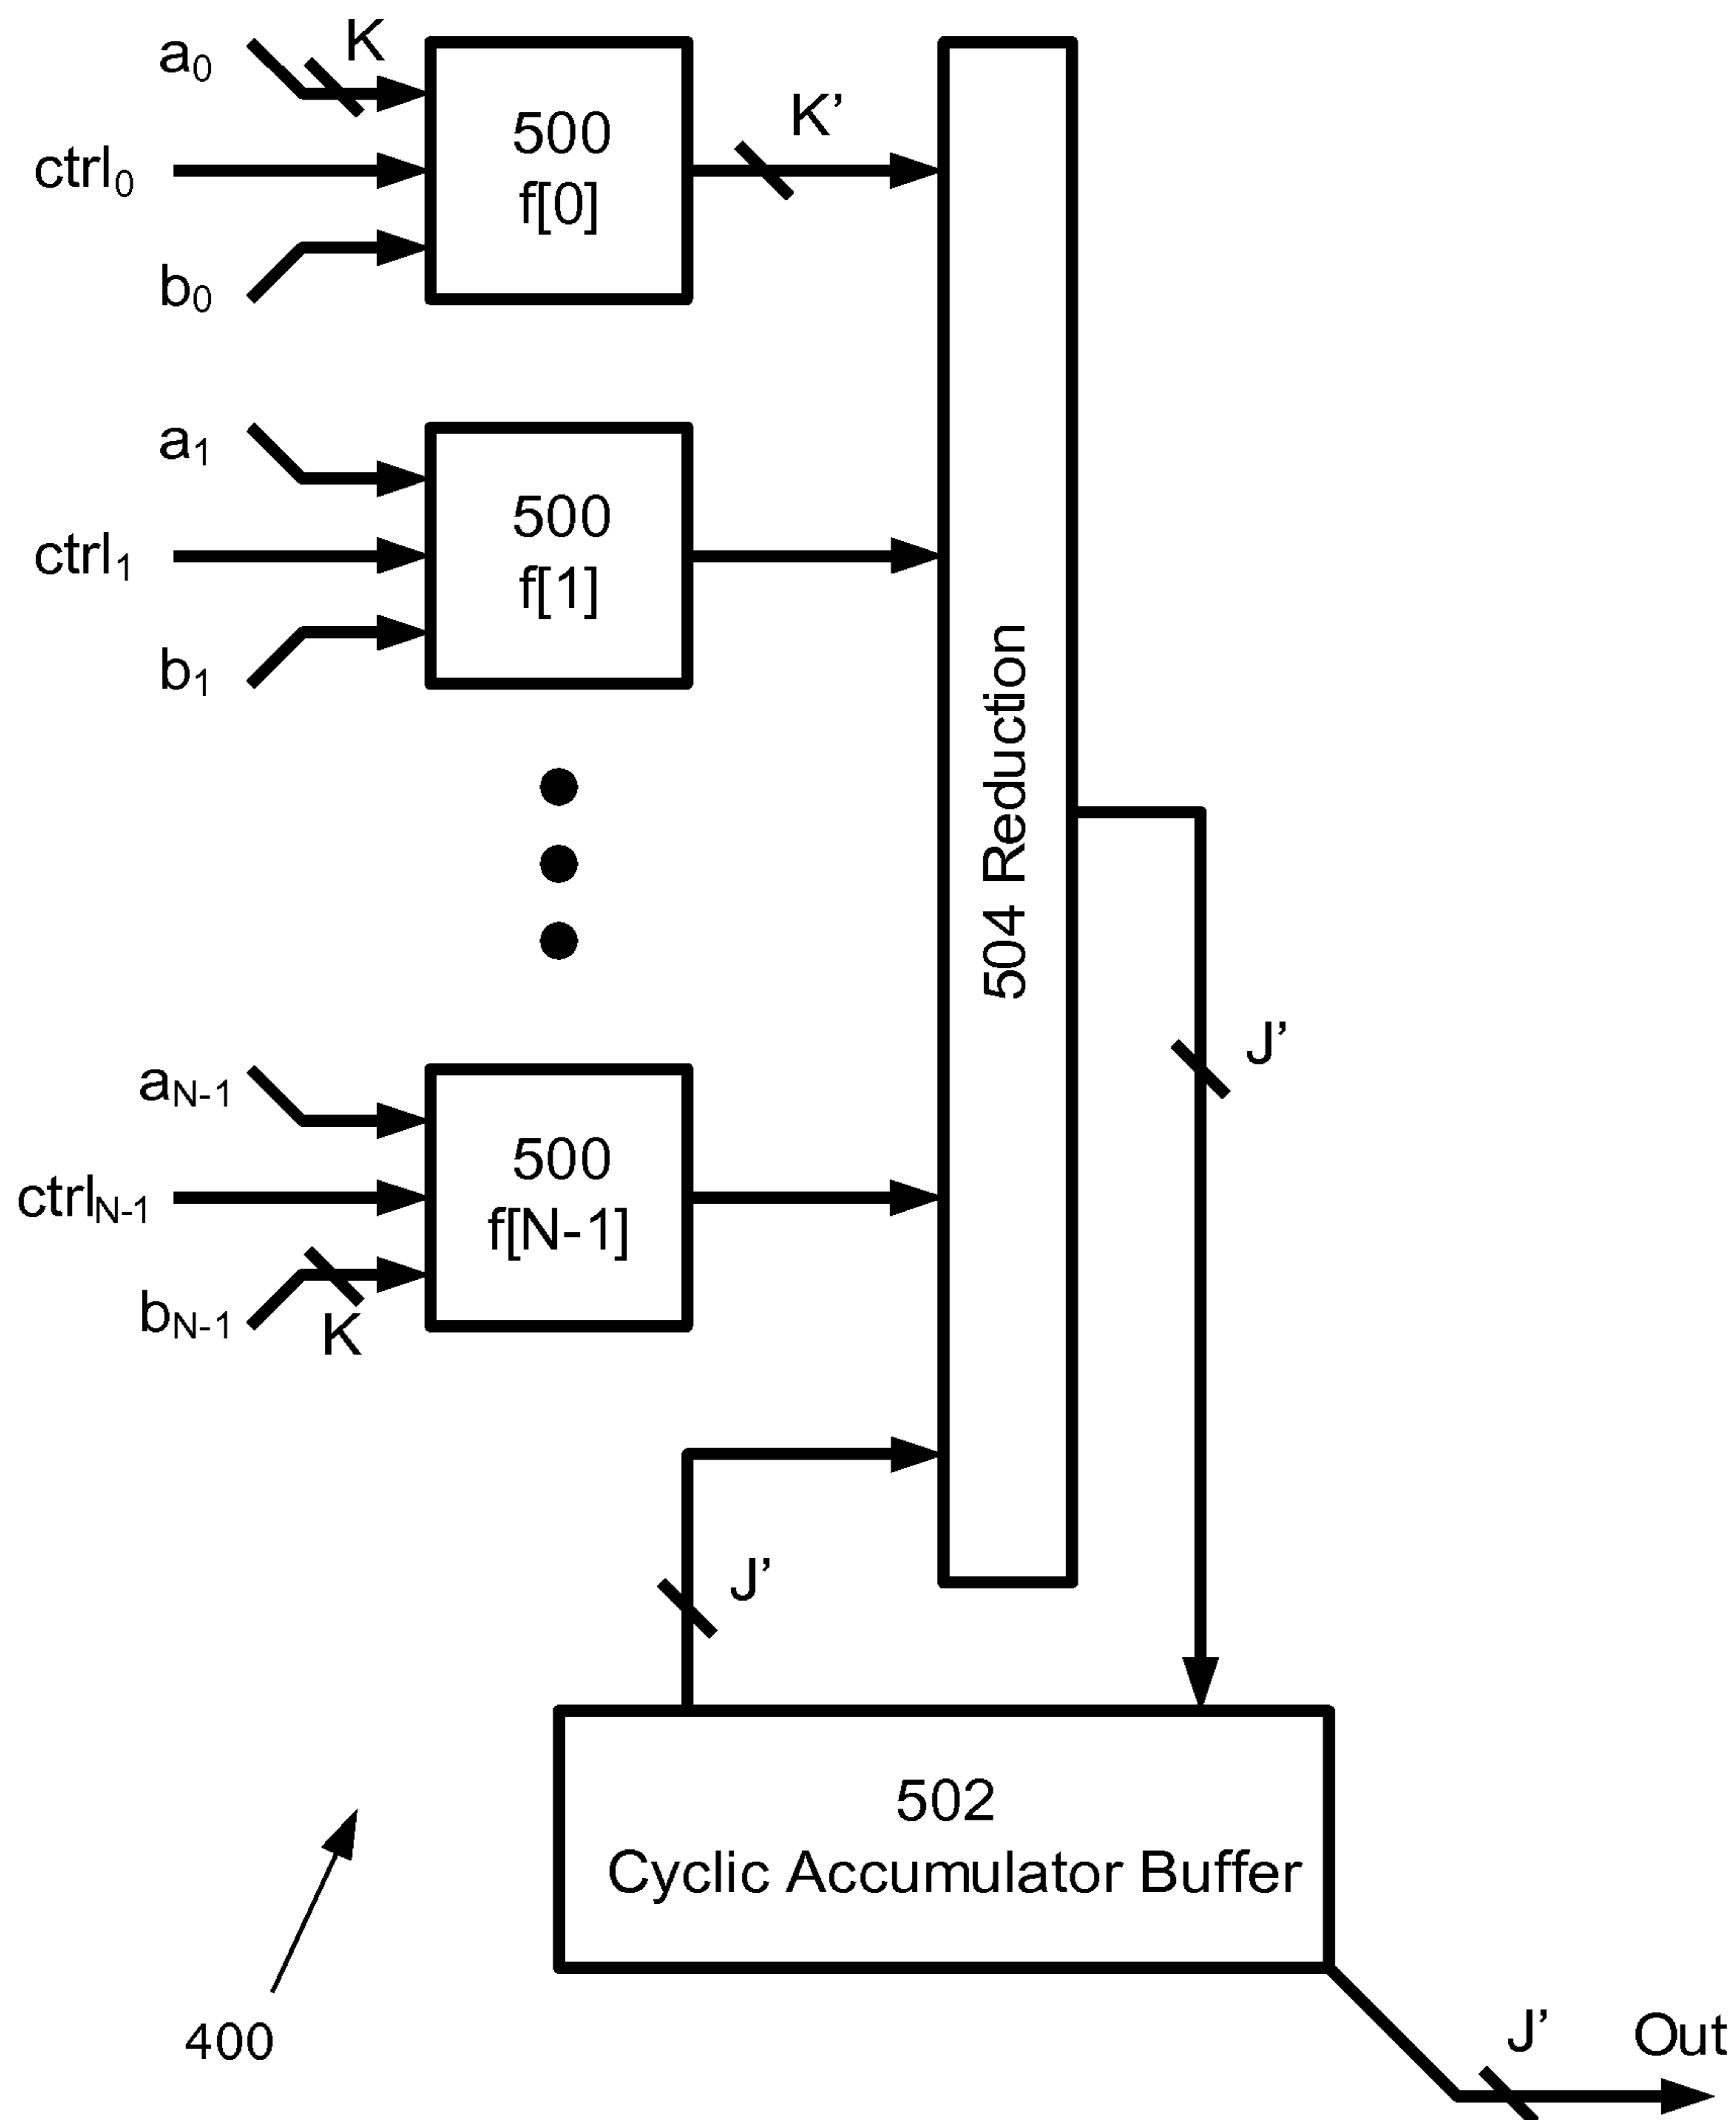 a0
K
ctrl0
b0
500
f[0]
K’
a1
ctrl1
b1
500
f[1]
504 Reduction
aN-1
ctrlN-1
bN-1
K
500
f[N-1]
J’
J’
502
Cyclic Accumulator Buffer
400
J’
Out